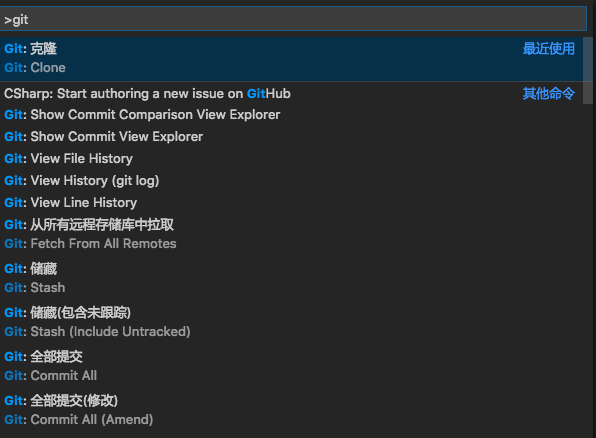 >git
Git: 克隆 最近使用
Git: Clone
CSharp: Start authoring a new issue on GitHub 其他命令
Git: Show Commit Comparison View Explorer
Git: Show Commit View Explorer
Git: View File History
Git: View History (git log)
Git: View Line History
Git: 从所有远程存储库中拉取
Git: Fetch From All Remotes
Git: 储藏
Git: Stash
Git: 储藏(包含未跟踪)
Git: Stash (Include Untracked)
Git: 全部提交
Git: Commit All
Git: 全部提交(修改)
Git: Commit All (Amend)